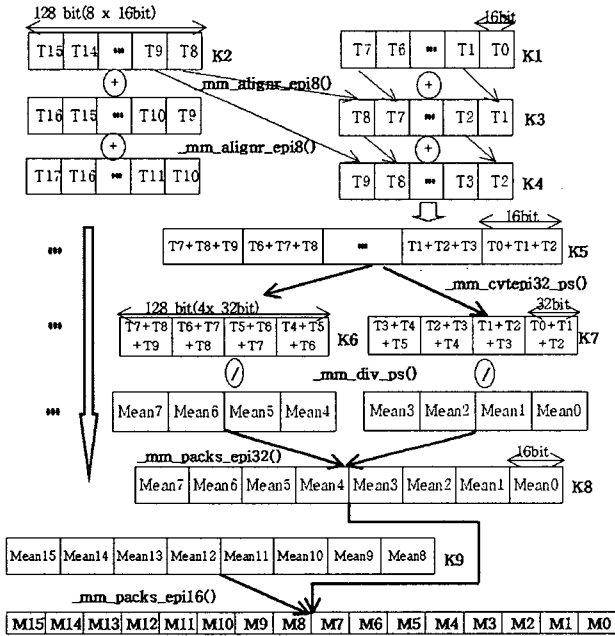 128 bit(8 x 16bit)
16bit
T15 T14 ••• T9 T8 K2
T7 T6 ••• T1 T0 K1
+ +
_mm_alignr_epi8()
T16 T15 ••• T10 T9
T8 T7 ••• T2 T1 K3
+ +
_mm_alignr_epi8()
T17 T16 ••• T11 T10
T9 T8 ••• T3 T2 K4
16bit
•••
T7+T8+T9 T6+T7+T8 ••• T1+T2+T3 T0+T1+T2 K5
_mm_cvtepi32_ps()
128 bit(4x 32bit)
32bit
•••
T7+T8 T6+T7 T5+T6 T4+T5
+T9 +T8 +T7 +T6
K6
T3+T4 T2+T3 T1+T2 T0+T1
+T5 +T4 +T3 +T2
K7
/ /
_mm_div_ps()
•••
Mean7 Mean6 Mean5 Mean4
Mean3 Mean2 Mean1 Mean0
_mm_packs_epi32()
16bit
Mean7 Mean6 Mean5 Mean4 Mean3 Mean2 Mean1 Mean0 K8
Mean15 Mean14 Mean13 Mean12 Mean11 Mean10 Mean9 Mean8 K9
_mm_packs_epi16()
M15 M14 M13 M12 M11 M10 M9 M8 M7 M6 M5 M4 M3 M2 M1 M0